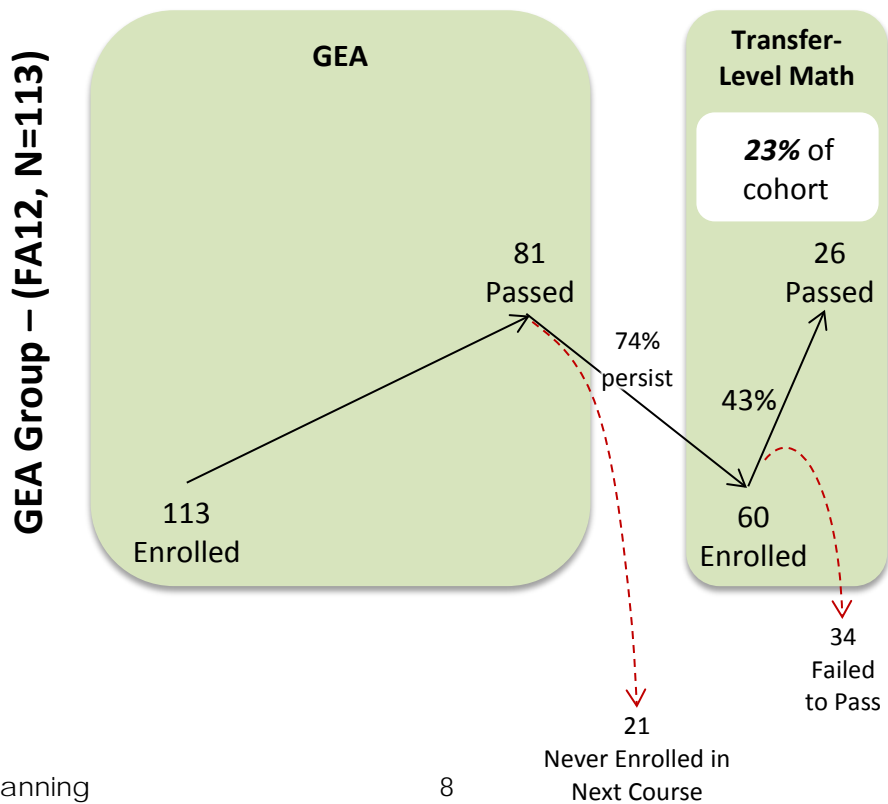 GEA Group – (FA12, N=113)
GEA
113
Enrolled
81
Passed
74%
persist
Transfer-
Level Math
23% of
cohort
26
Passed
43%
60
Enrolled
34
Failed
to Pass
21
Never Enrolled in
Next Course
anning
8